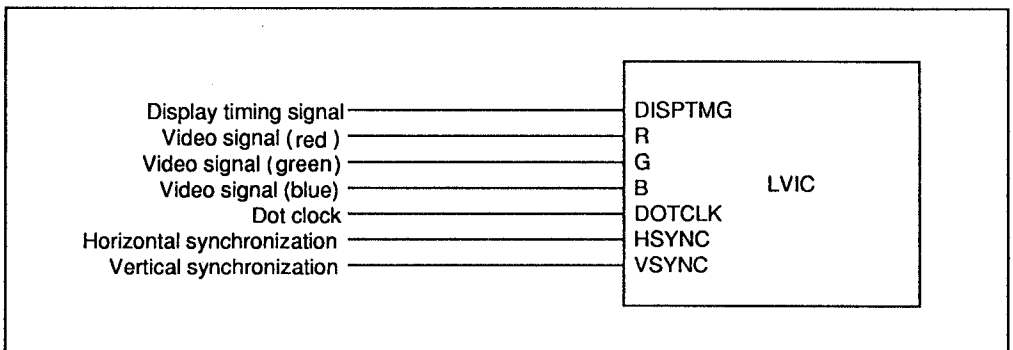 Display timing signal DISPTMG
Video signal (red ) R
Video signal (green) G
Video signal (blue) B LVIC
Dot clock DOTCLK
Horizontal synchronization HSYNC
Vertical synchronization VSYNC